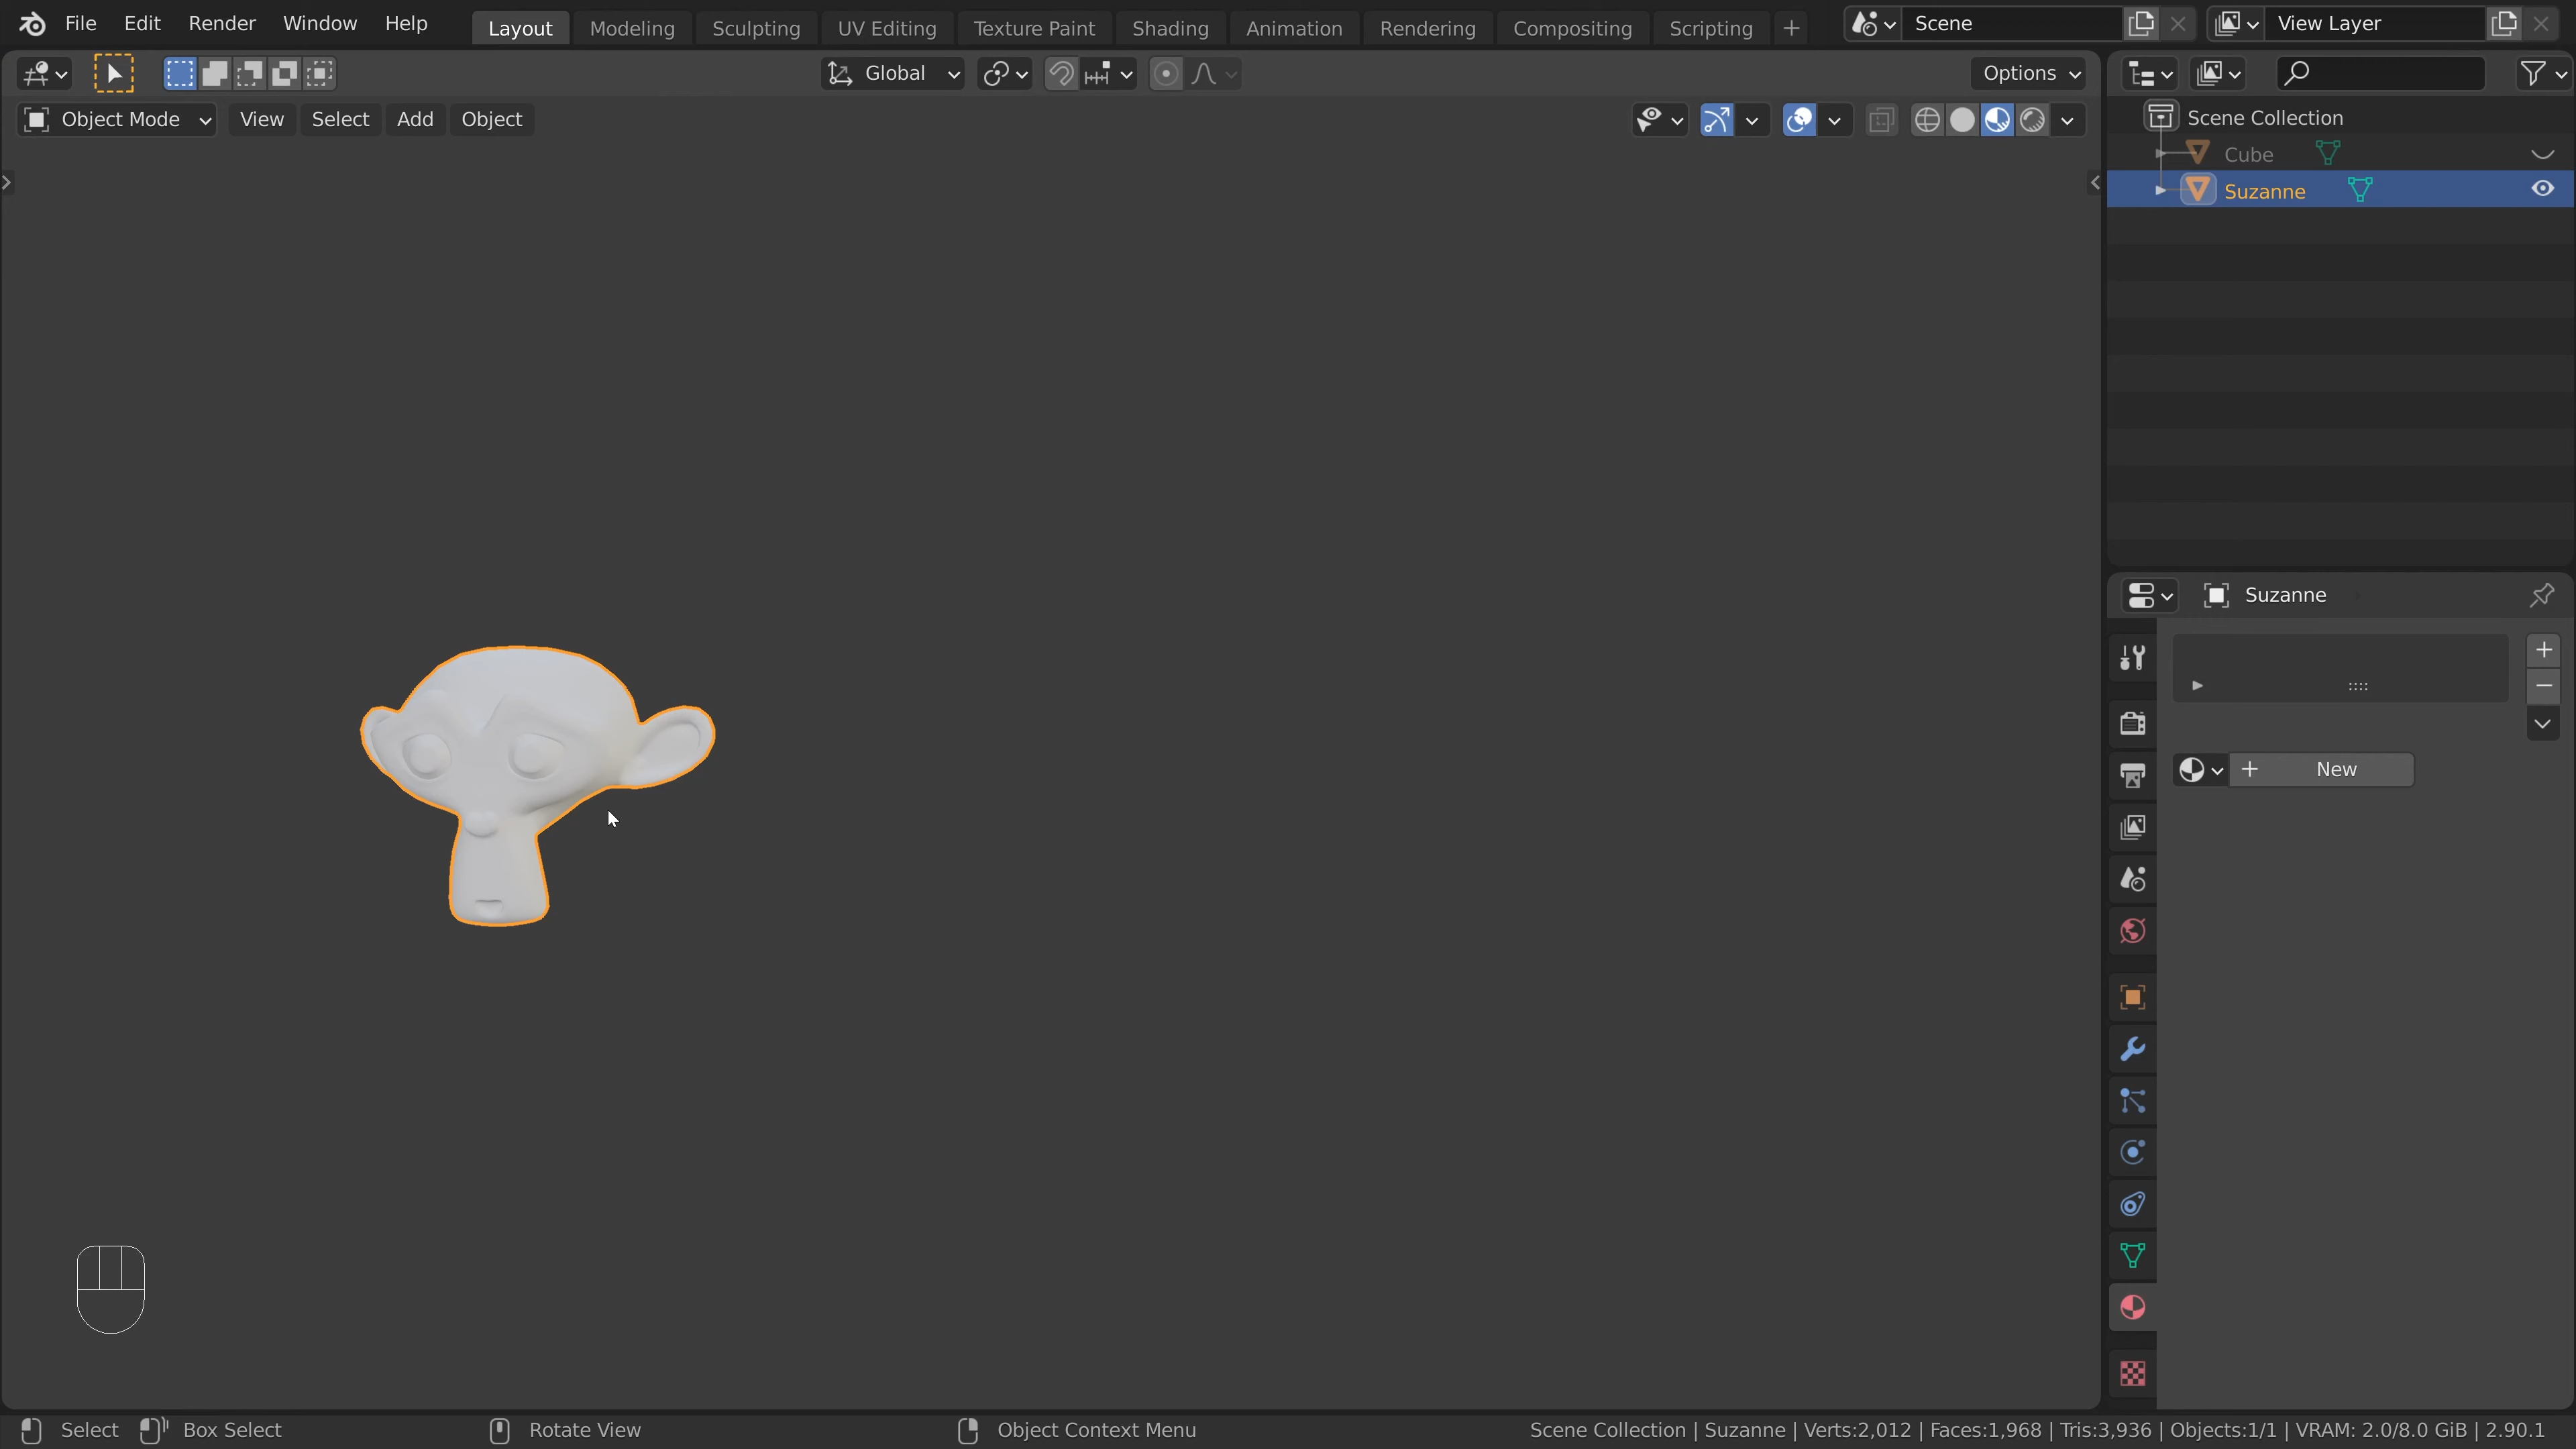 File Edit Render Window Help Layout Modeling Sculpting UV Editing Texture Paint Shading Animation Rendering Compositing Scripting + Scene View Layer
Global Options
Object Mode View Select Add Object
Scene Collection
Cube
Suzanne
Suzanne
New
Select Box Select Rotate View Object Context Menu Scene Collection | Suzanne | Verts:2,012 | Faces:1,968 | Tris:3,936 | Objects:1/1 | VRAM: 2.0/8.0 GiB | 2.90.1